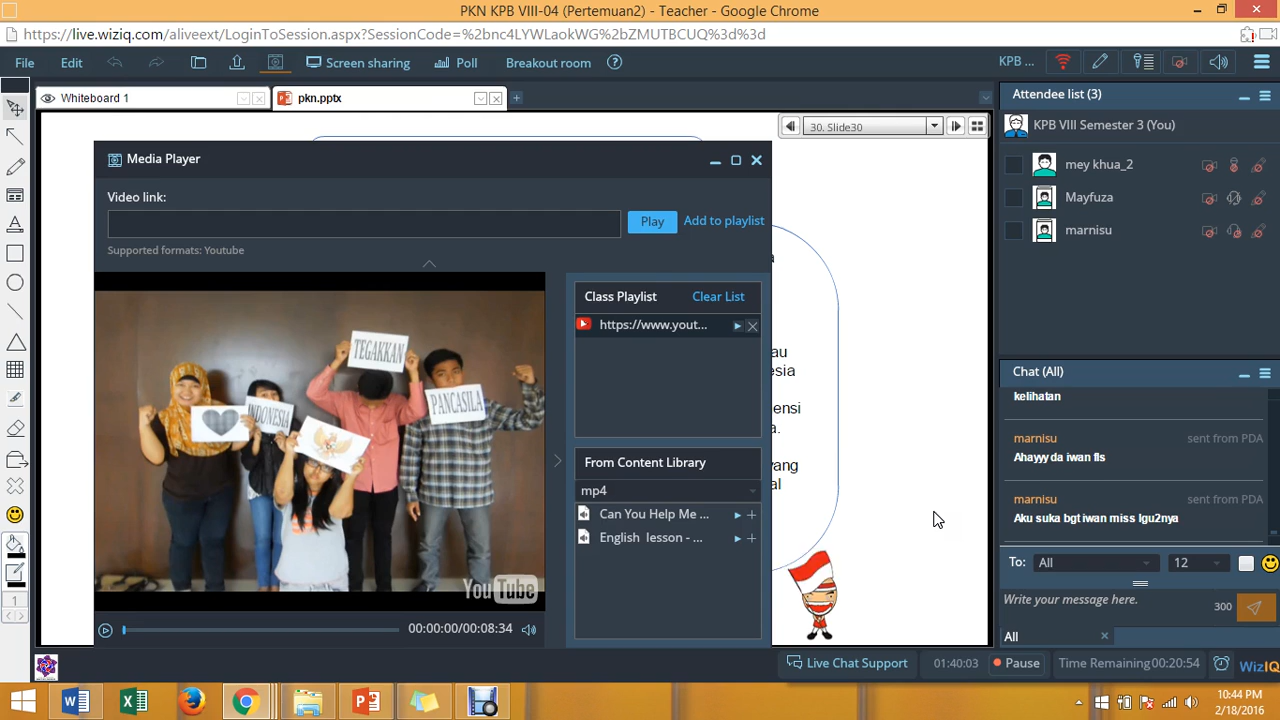 PKN KPB VIII-04 (Pertemuan2) - Teacher - Google Chrome
https://live.wiziq.com/aliveext/LoginToSession.aspx?SessionCode=%2bnc4LYWLaokWG%2bZMUTBCUQ%3d%3d
File Edit Screen sharing Poll Breakout room ? KPB ...
Whiteboard 1 pkn.pptx
30. Slide30
Media Player
Video link:
Play Add to playlist
Supported formats: Youtube
Class Playlist Clear List
https://www.yout...
From Content Library
mp4
Can You Help Me ...
English lesson - ...
TEGAKKAN
INDONESIA
PANCASILA
YouTube
00:00:00/00:08:34
a
au
esia
ensi
a.
yang
al
Attendee list (3)
KPB VIII Semester 3 (You)
mey khua_2
Mayfuza
marnisu
Chat (All)
kelihatan
marnisu sent from PDA
Ahayyy da iwan fls
marnisu sent from PDA
Aku suka bgt iwan miss lgu2nya
To: All 12
Write your message here.
300
All
1
Live Chat Support 01:40:03 Pause Time Remaining 00:20:54 WizIQ
10:44 PM
2/18/2016